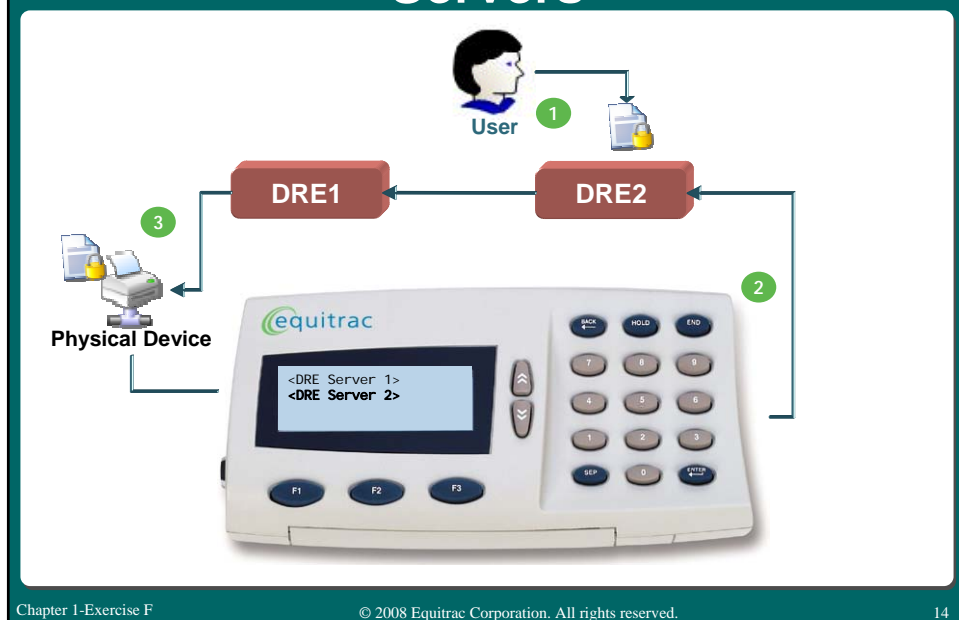 Servers
User
1
DRE1
DRE2
3
2
Physical Device
equitrac
<DRE Server 1>
<DRE Server 2>
BACK
HOLD
END
7
8
9
4
5
6
1
2
3
SEP
0
ENTER
F1
F2
F3
Chapter 1-Exercise F
© 2008 Equitrac Corporation. All rights reserved.
14